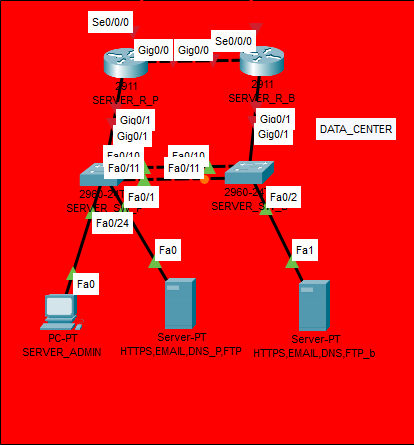 Se0/0/0
Se0/0/0
Gig0/0
Gig0/0
2911
SERVER_R_P
2911
SERVER_R_B
Gig0/1
Gig0/1
Gig0/1
Gig0/1
DATA_CENTER
Fa0/10
Fa0/10
Fa0/11
Fa0/11
Fa0/1
Fa0/2
Fa0/24
Fa0
Fa1
Fa0
PC-PT
SERVER_ADMIN
Server-PT
HTTPS,EMAIL,DNS_P,FTP
Server-PT
HTTPS,EMAIL,DNS,FTP_b